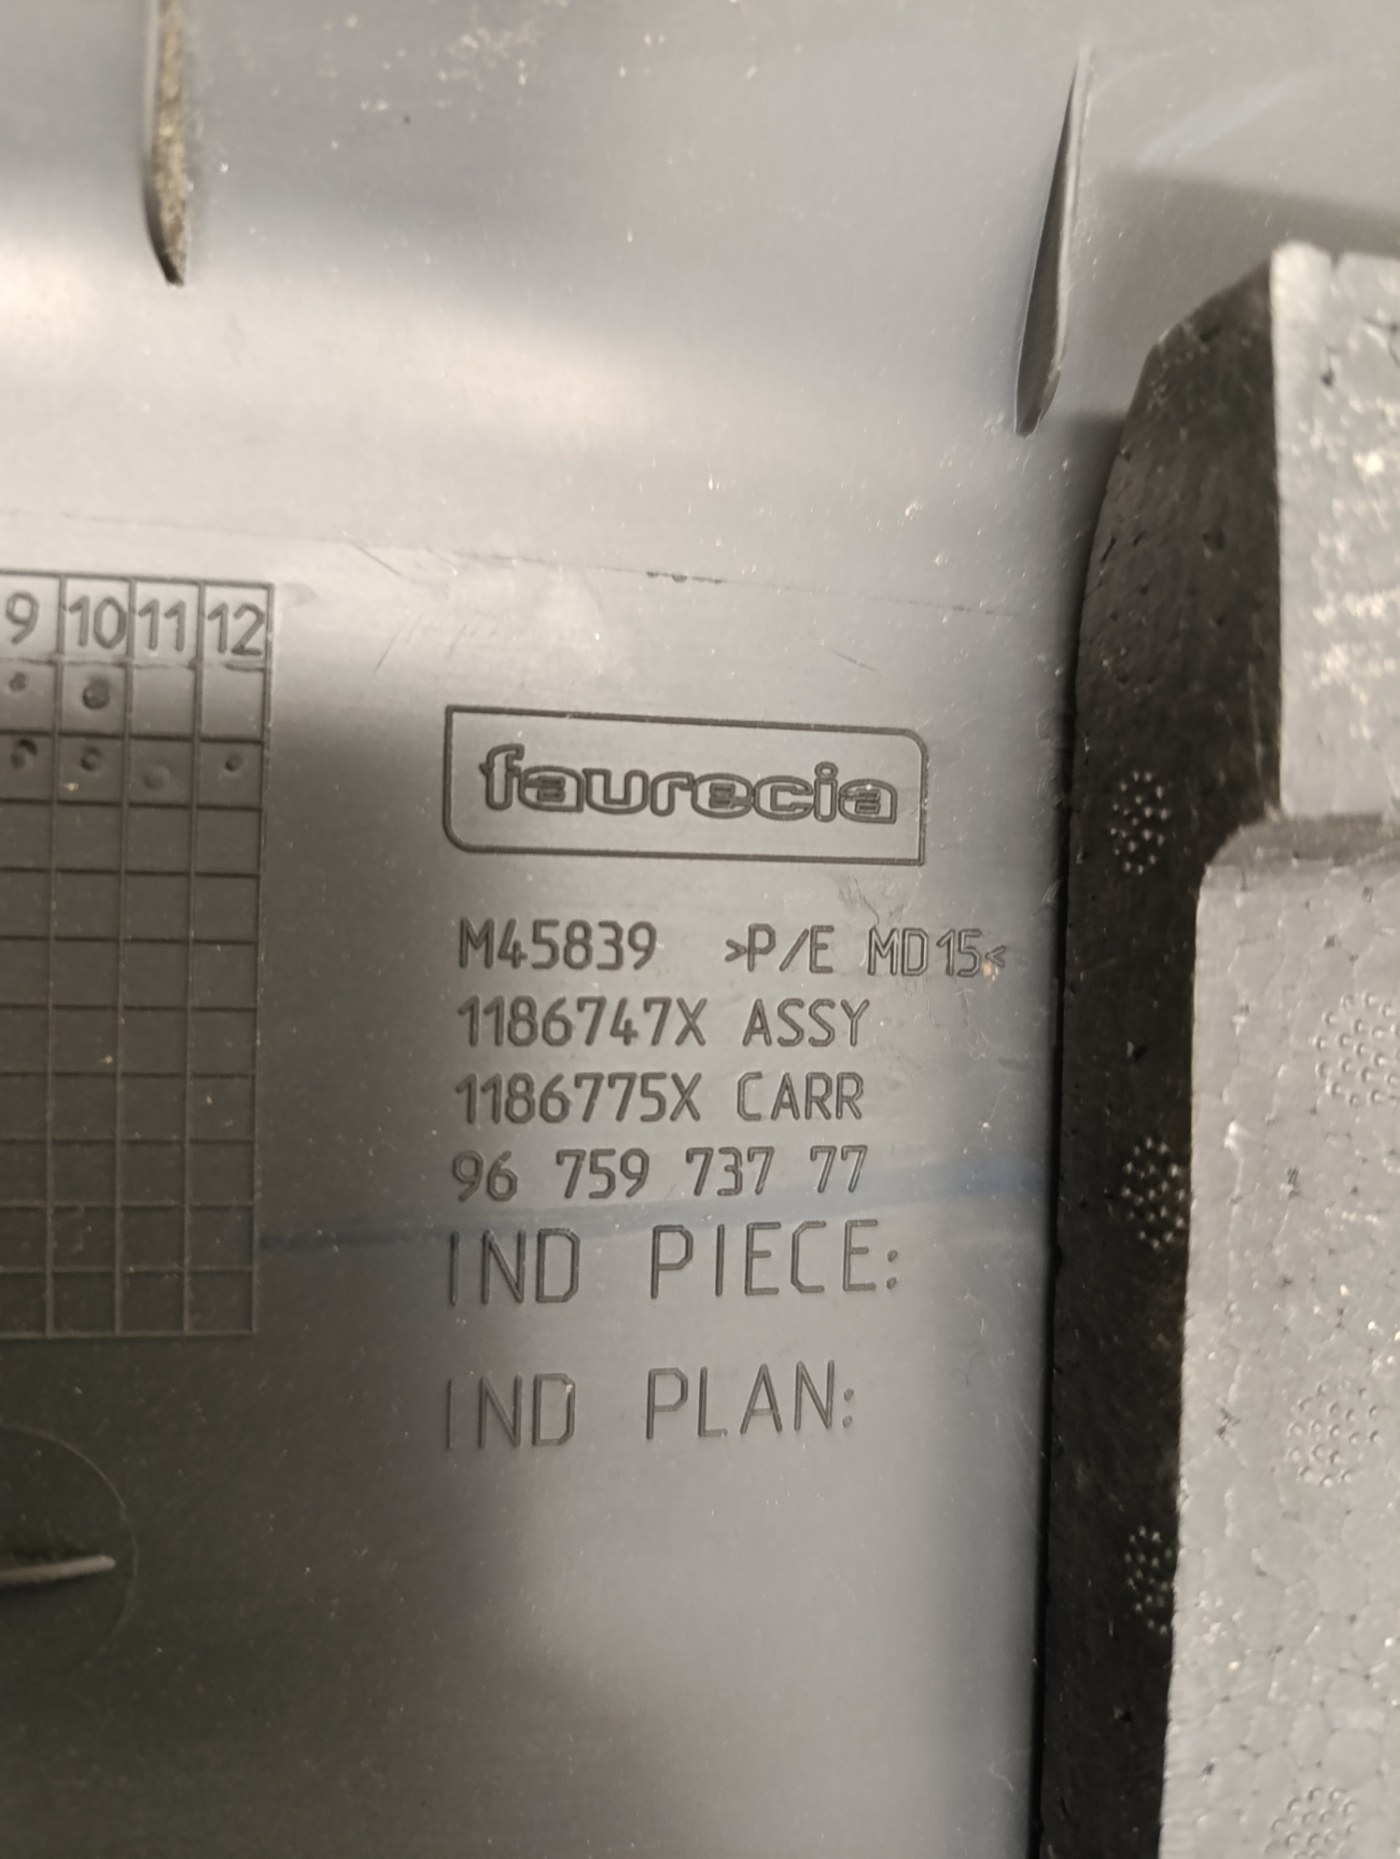 9 10 11 12
faurecia
M45839 >P/E MD15<
1186747X ASSY
1186775X CARR
96 759 737 77
IND PIECE:
IND PLAN: